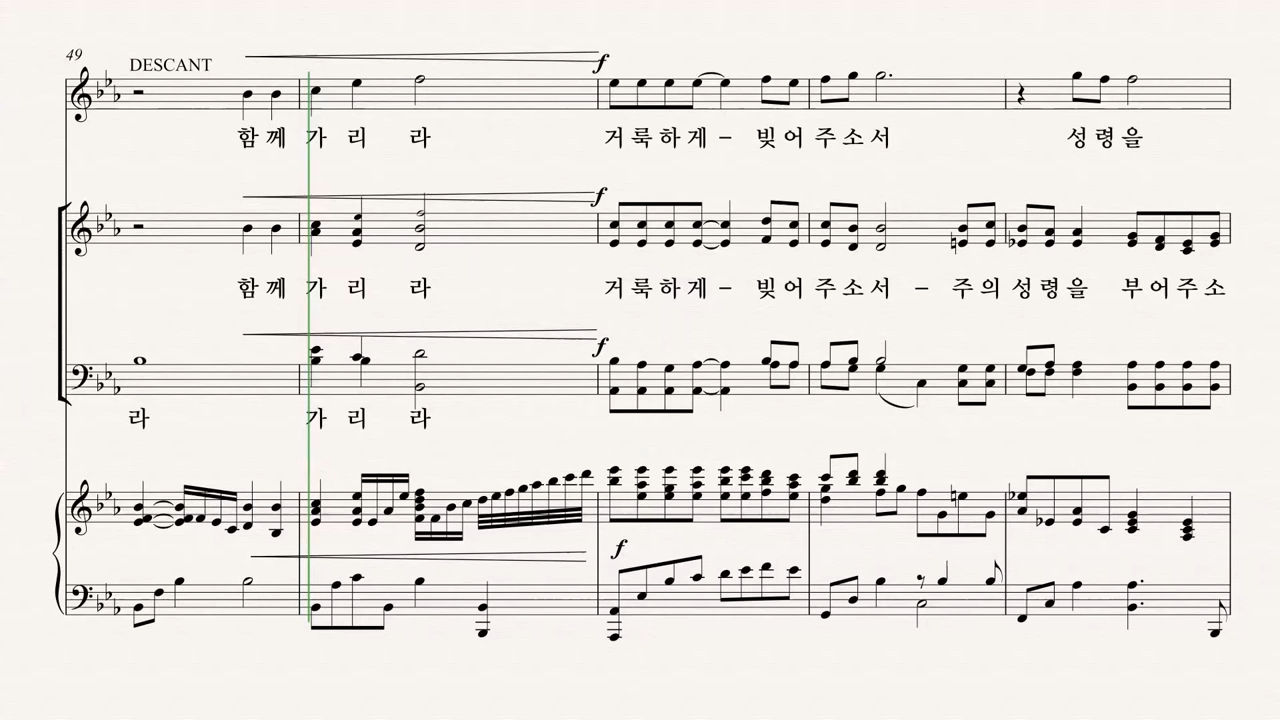 49
DESCANT
f
함께 가 리 라 거룩하게– 빚어 주소서 성령을
f
함께 가 리 라 거룩하게– 빚어 주소서 – 주의 성령을 부어주소
f
라 가 리 라
f